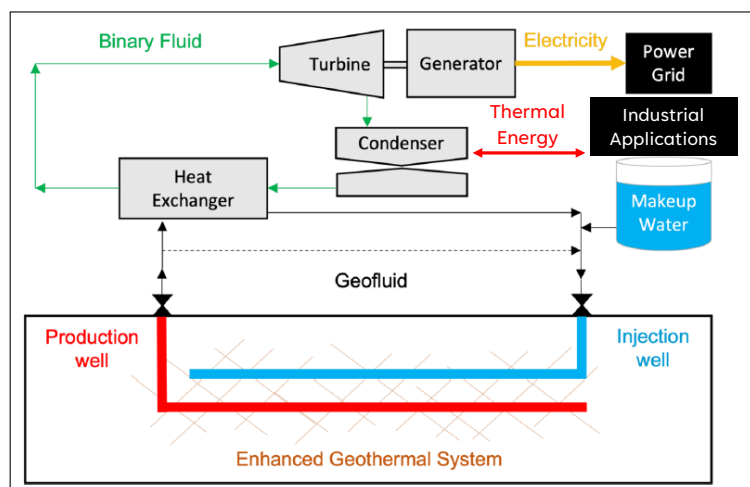 Binary Fluid
Turbine
Generator
Electricity
Power
Grid
Thermal
Energy
Industrial
Applications
Condenser
Heat
Exchanger
Makeup
Water
Geofluid
Production
well
Injection
well
Enhanced Geothermal System